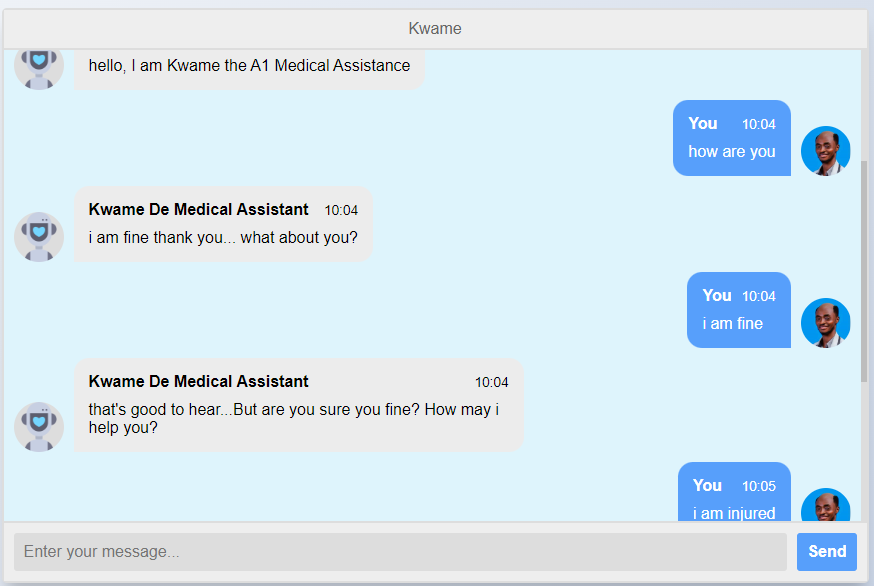 Kwame
hello, I am Kwame the A1 Medical Assistance
You 10:04
how are you
Kwame De Medical Assistant 10:04
i am fine thank you... what about you?
You 10:04
i am fine
Kwame De Medical Assistant 10:04
that's good to hear...But are you sure you fine? How may i
help you?
You 10:05
i am injured
Enter your message...
Send